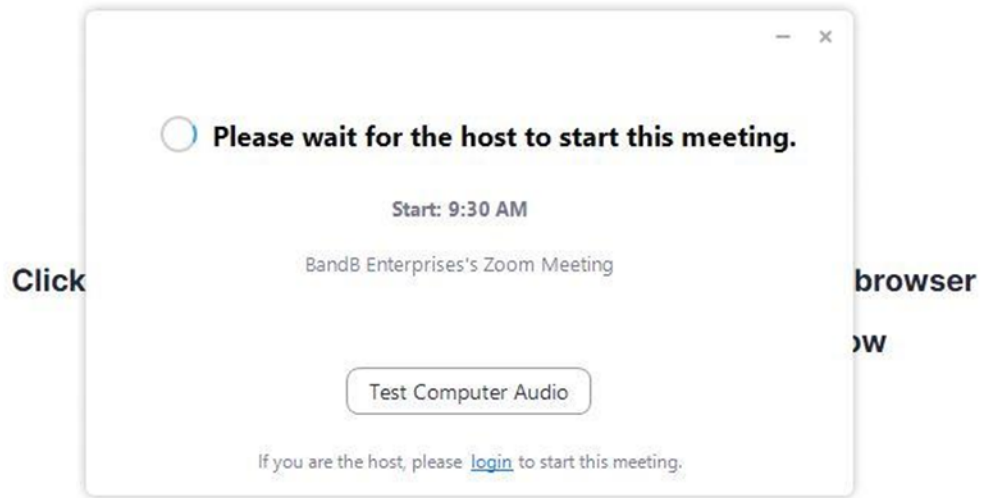 Please wait for the host to start this meeting.
Start: 9:30 AM
BandB Enterprises's Zoom Meeting
Click browser
Test Computer Audio
If you are the host, please login to start this meeting.